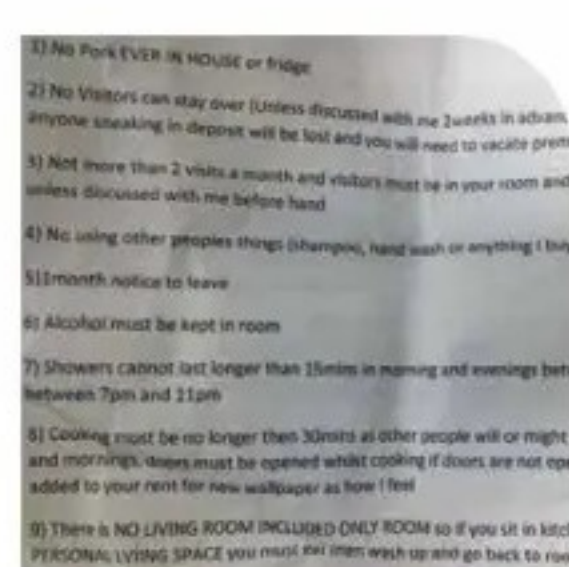 1) No Pork EVER IN HOUSE or fridge
2) No Visitors can stay over (Unless discussed with me 2weeks in advan
anyone sneaking in deposit will be lost and you will need to vacate prem
3) Not more than 2 visits a month and visitors must be in your room and
unless discussed with me before hand
4) No using other peoples things (shampoo, hand wash or anything I buy
5)1month notice to leave
6) Alcohol must be kept in room
7) Showers cannot last longer than 15mins in morning and evenings bet
between 7pm and 11pm
8) Cooking must be no longer then 30mins as other people will or might
and mornings, doors must be opened whilst cooking if doors are not ope
added to your rent for new wallpaper as how I feel
9) There is NO LIVING ROOM INCLUDED ONLY ROOM so if you sit in kitc
PERSONAL LVIING SPACE you must eat then wash up and go back to roo